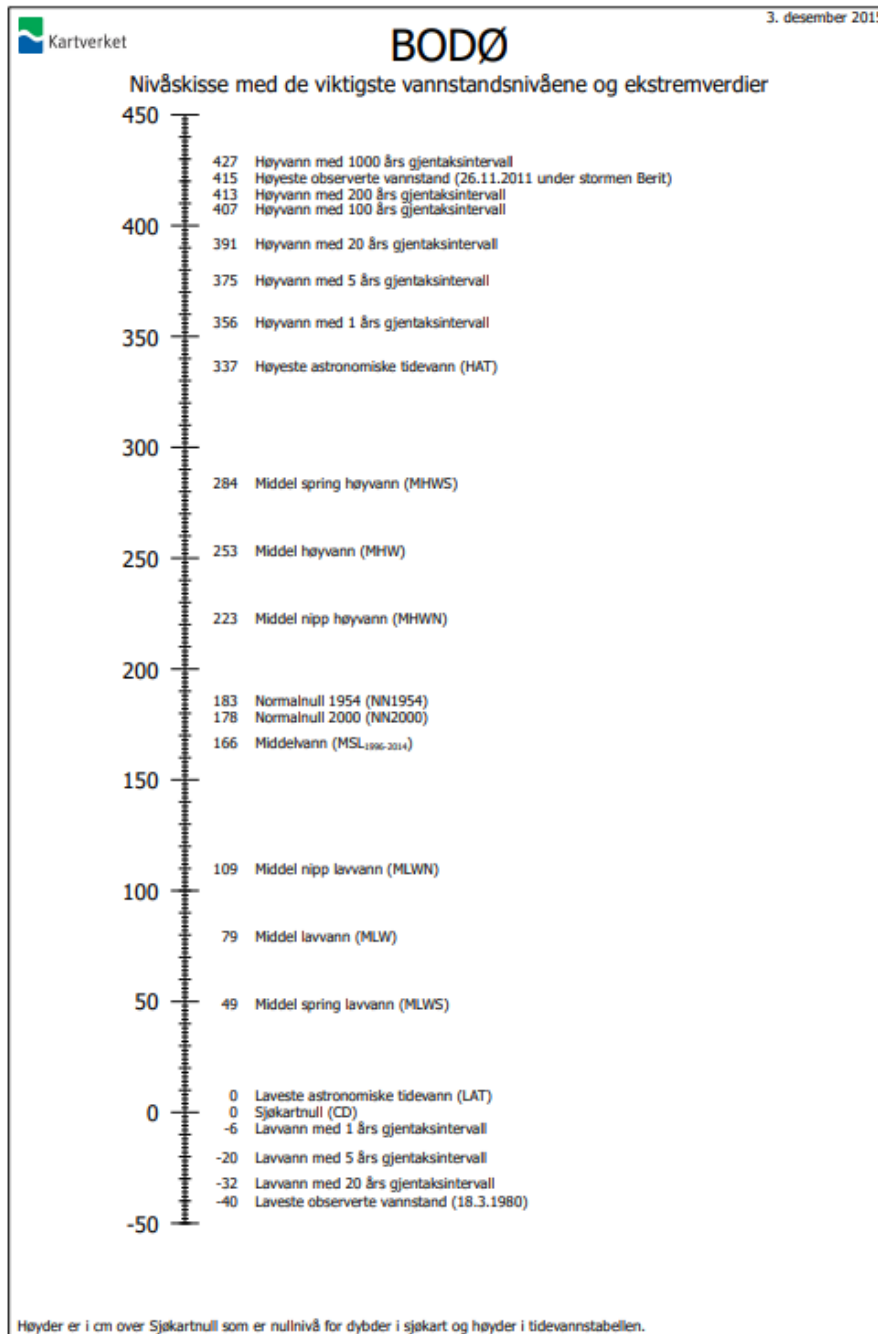 3. desember 2015
Kartverket
BODØ
Nivåskisse med de viktigste vannstandsnivåene og ekstremverdier
450
427 Høyvann med 1000 års gjentaksintervall
415 Høyeste observerte vannstand (26.11.2011 under stormen Berit)
413 Høyvann med 200 års gjentaksintervall
407 Høyvann med 100 års gjentaksintervall
400
391 Høyvann med 20 års gjentaksintervall
375 Høyvann med 5 års gjentaksintervall
356 Høyvann med 1 års gjentaksintervall
350
337 Høyeste astronomiske tidevann (HAT)
300
284 Middel spring høyvann (MHWS)
253 Middel høyvann (MHW)
250
223 Middel nipp høyvann (MHWN)
200
183 Normalnull 1954 (NN1954)
178 Normalnull 2000 (NN2000)
166 Middelvann (MSL1996-2014)
150
109 Middel nipp lavvann (MLWN)
100
79 Middel lavvann (MLW)
50
49 Middel spring lavvann (MLWS)
0 Laveste astronomiske tidevann (LAT)
0
0 Sjøkartnull (CD)
-6 Lavvann med 1 års gjentaksintervall
-20 Lavvann med 5 års gjentaksintervall
-32 Lavvann med 20 års gjentaksintervall
-40 Laveste observerte vannstand (18.3.1980)
-50
Høyder er i cm over Sjøkartnull som er nullnivå for dybder i sjøkart og høyder i tidevannstabellen.